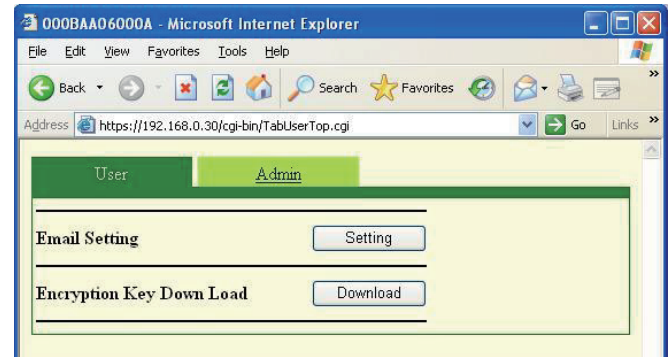 000BAA06000A - Microsoft Internet Explorer
File Edit View Favorites Tools Help
Back Search Favorites »
Address https://192.168.0.30/cgi-bin/TabUserTop.cgi Go Links »
User Admin
Email Setting Setting
Encryption Key Down Load Download